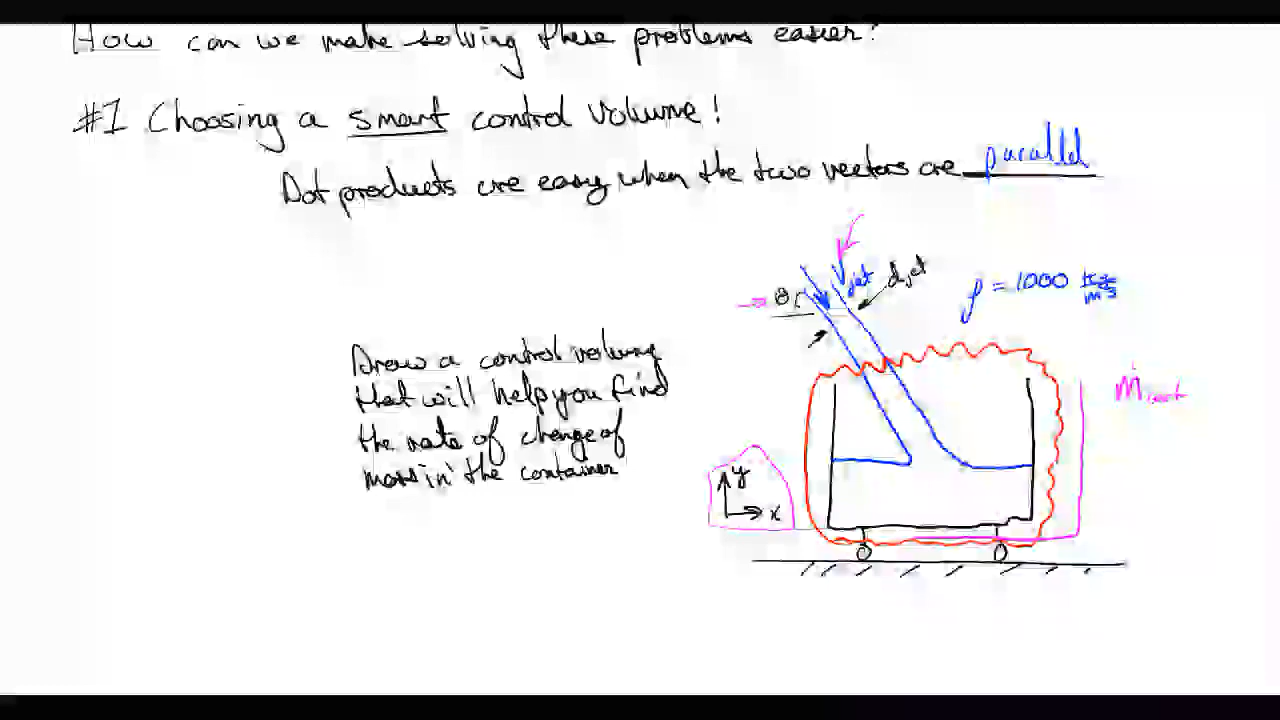 How can we make solving these problems easier?
#1 Choosing a smart control volume!
Dot products are easy when the two vectors are parallel
jet
djet
θ
ρ = 1000 kg/m³
Draw a control volume
that will help you find
the rate of change of
mass in the container
y
x